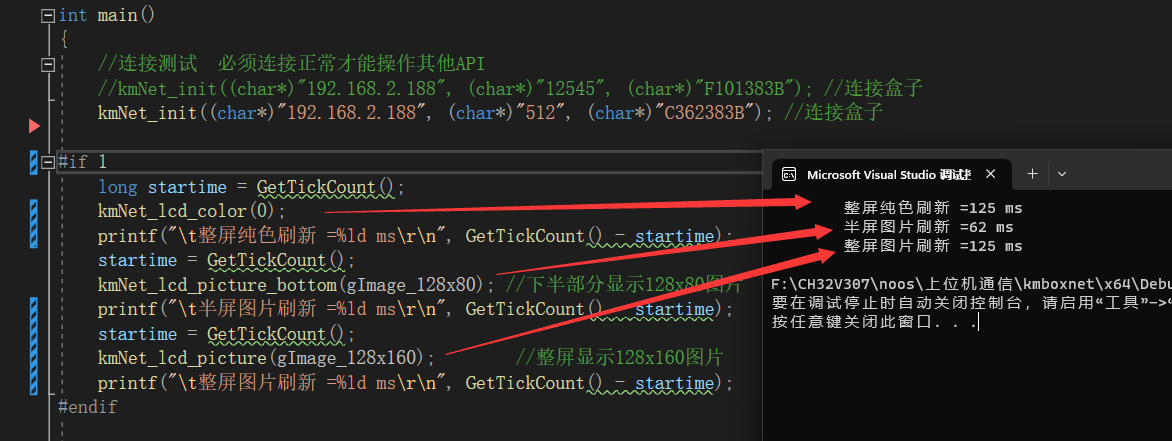 int main()
{
//连接测试  必须连接正常才能操作其他API
//kmNet_init((char*)"192.168.2.188", (char*)"12545", (char*)"F101383B"); //连接盒子
kmNet_init((char*)"192.168.2.188", (char*)"512", (char*)"C362383B"); //连接盒子
#if 1
long startime = GetTickCount();
kmNet_lcd_color(0);
printf("\t整屏纯色刷新 =%ld ms\r\n", GetTickCount() - startime);
startime = GetTickCount();
kmNet_lcd_picture_bottom(gImage_128x80); //下半部分显示128x80图片
printf("\t半屏图片刷新 =%ld ms\r\n", GetTickCount() - startime);
startime = GetTickCount();
kmNet_lcd_picture(gImage_128x160);        //整屏显示128x160图片
printf("\t整屏图片刷新 =%ld ms\r\n", GetTickCount() - startime);
#endif
Microsoft Visual Studio 调试
整屏纯色刷新 =125 ms
半屏图片刷新 =62 ms
整屏图片刷新 =125 ms
F:\CH32V307\noos\上位机通信\kmboxnet\x64\Debu
要在调试停止时自动关闭控制台，请启用“工具”->“
按任意键关闭此窗口. . .